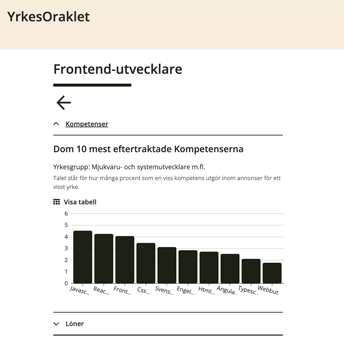 YrkesOraklet
Frontend-utvecklare
Kompetenser
Dom 10 mest eftertraktade Kompetenserna
Yrkesgrupp: Mjukvaru- och systemutvecklare m.fl.
Talet står för hur många procent som en viss kompetens utgör inom annonser för ett
visst yrke.
Visa tabell
6
5
4
3
2
1
0
Javasc... Reac... Front... Css... Svens... Engel... Html... Angula... Typesc... Webbut...
Löner